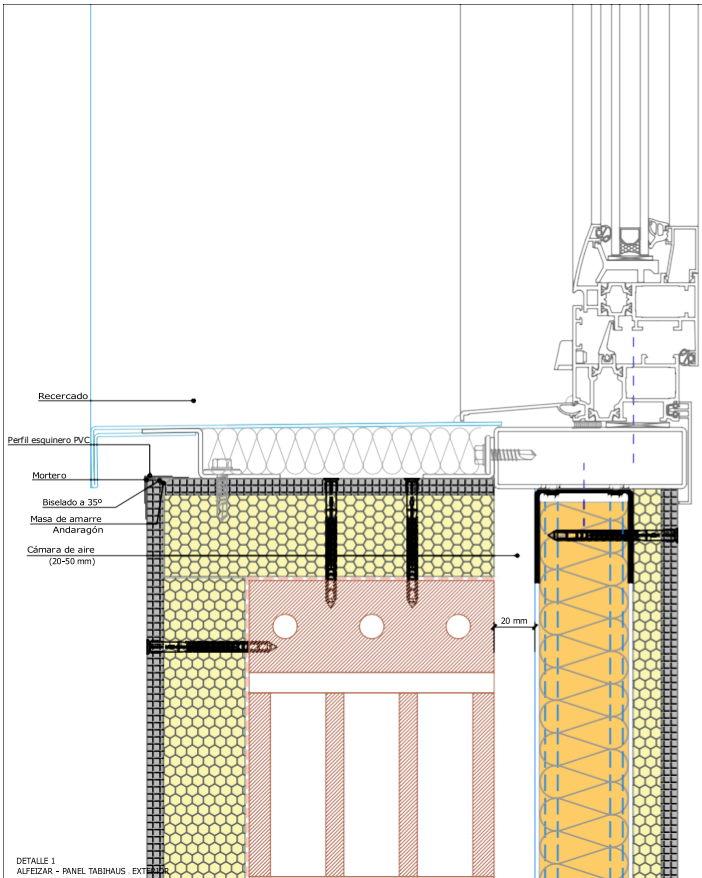 Recercado
Perfil esquinero PVC
Mortero
Biselado a 35º
Masa de amarre
Andaragón
Cámara de aire
(20-50 mm)
20 mm
DETALLE 1
ALFEIZAR - PANEL TABIHAUS . EXTERIOR